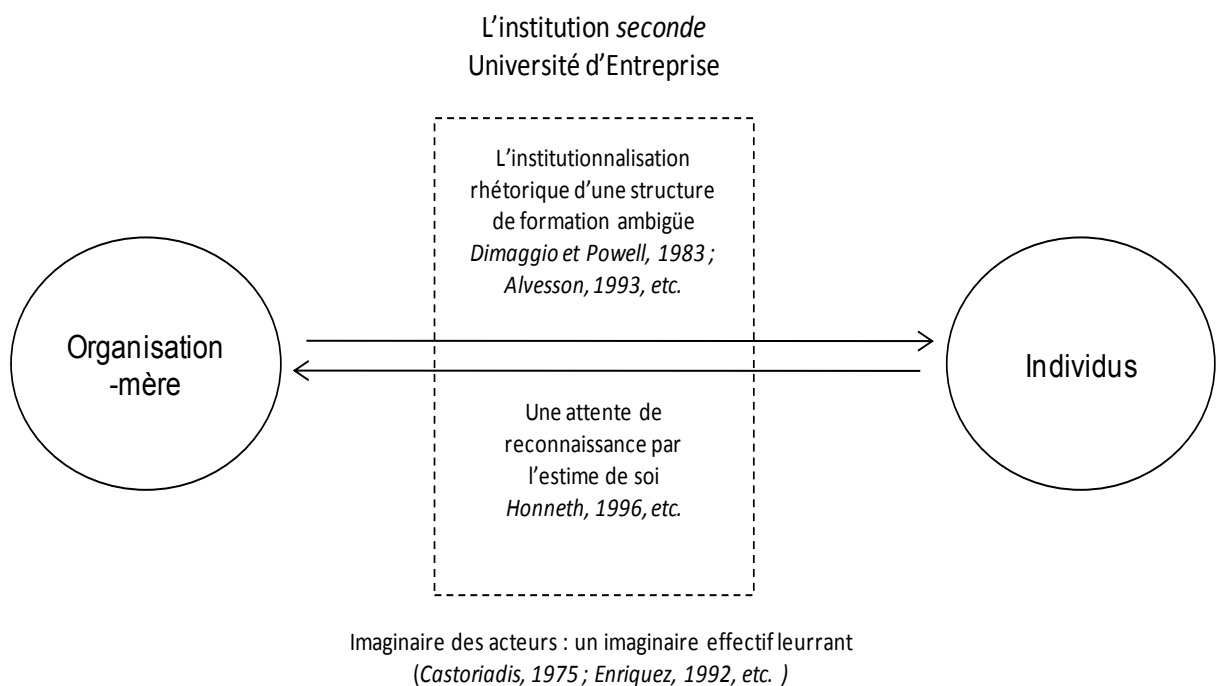 L’institution seconde
Université d’Entreprise
L’institutionnalisation
rhétorique d’une structure
de formation ambigüe
Dimaggio et Powell, 1983 ;
Alvesson, 1993, etc.
Organisation
-mère
Individus
Une attente de
reconnaissance par
l’estime de soi
Honneth, 1996, etc.
Imaginaire des acteurs : un imaginaire effectif leurrant
(Castoriadis, 1975 ; Enriquez, 1992, etc. )